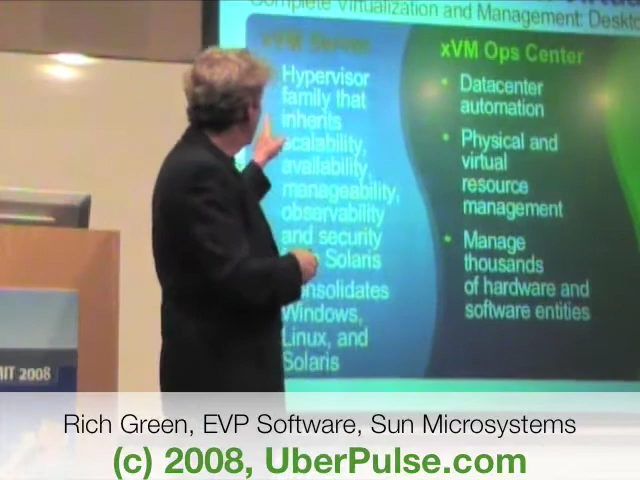 Complete Virtualization and Management: Deskto
xVM Server
Hypervisor
family that
inherits
scalability,
availability,
manageability,
observability
and security
Solaris
Consolidates
Windows,
Linux, and
Solaris
xVM Ops Center
• Datacenter
automation
• Physical and
virtual
resource
management
• Manage
thousands
of hardware and
software entities
MIT 2008
Rich Green, EVP Software, Sun Microsystems
(c) 2008, UberPulse.com